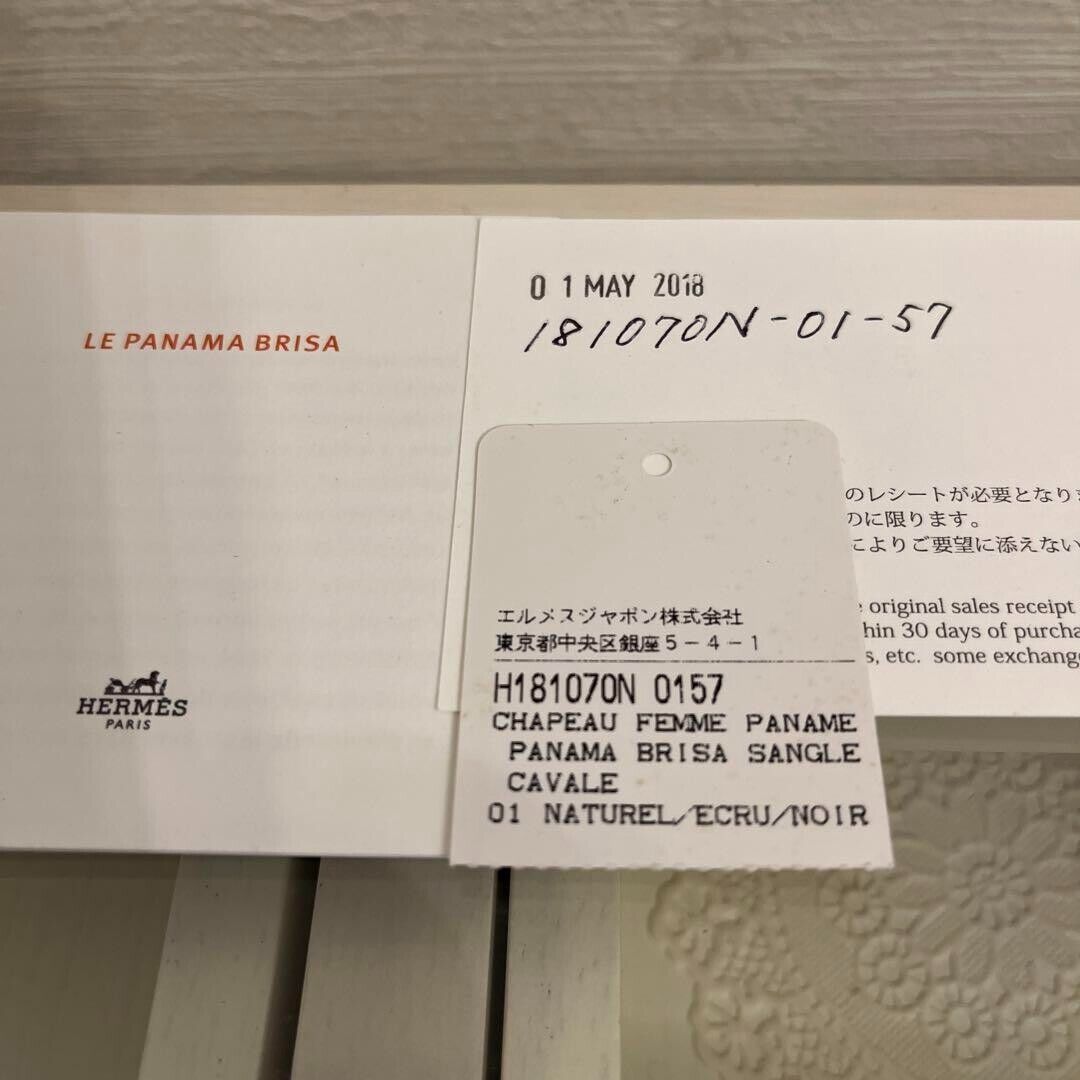 LE PANAMA BRISA
HERMÈS
PARIS
0 1 MAY 2018
181070N-01-57
のレシートが必要となりま
のに限ります。
によりご要望に添えない
original sales receipt
hin 30 days of purcha
s, etc. some exchang
エルメスジャポン株式会社
東京都中央区銀座5-4-1
H181070N 0157
CHAPEAU FEMME PANAME
PANAMA BRISA SANGLE
CAVALE
01 NATUREL/ECRU/NOIR